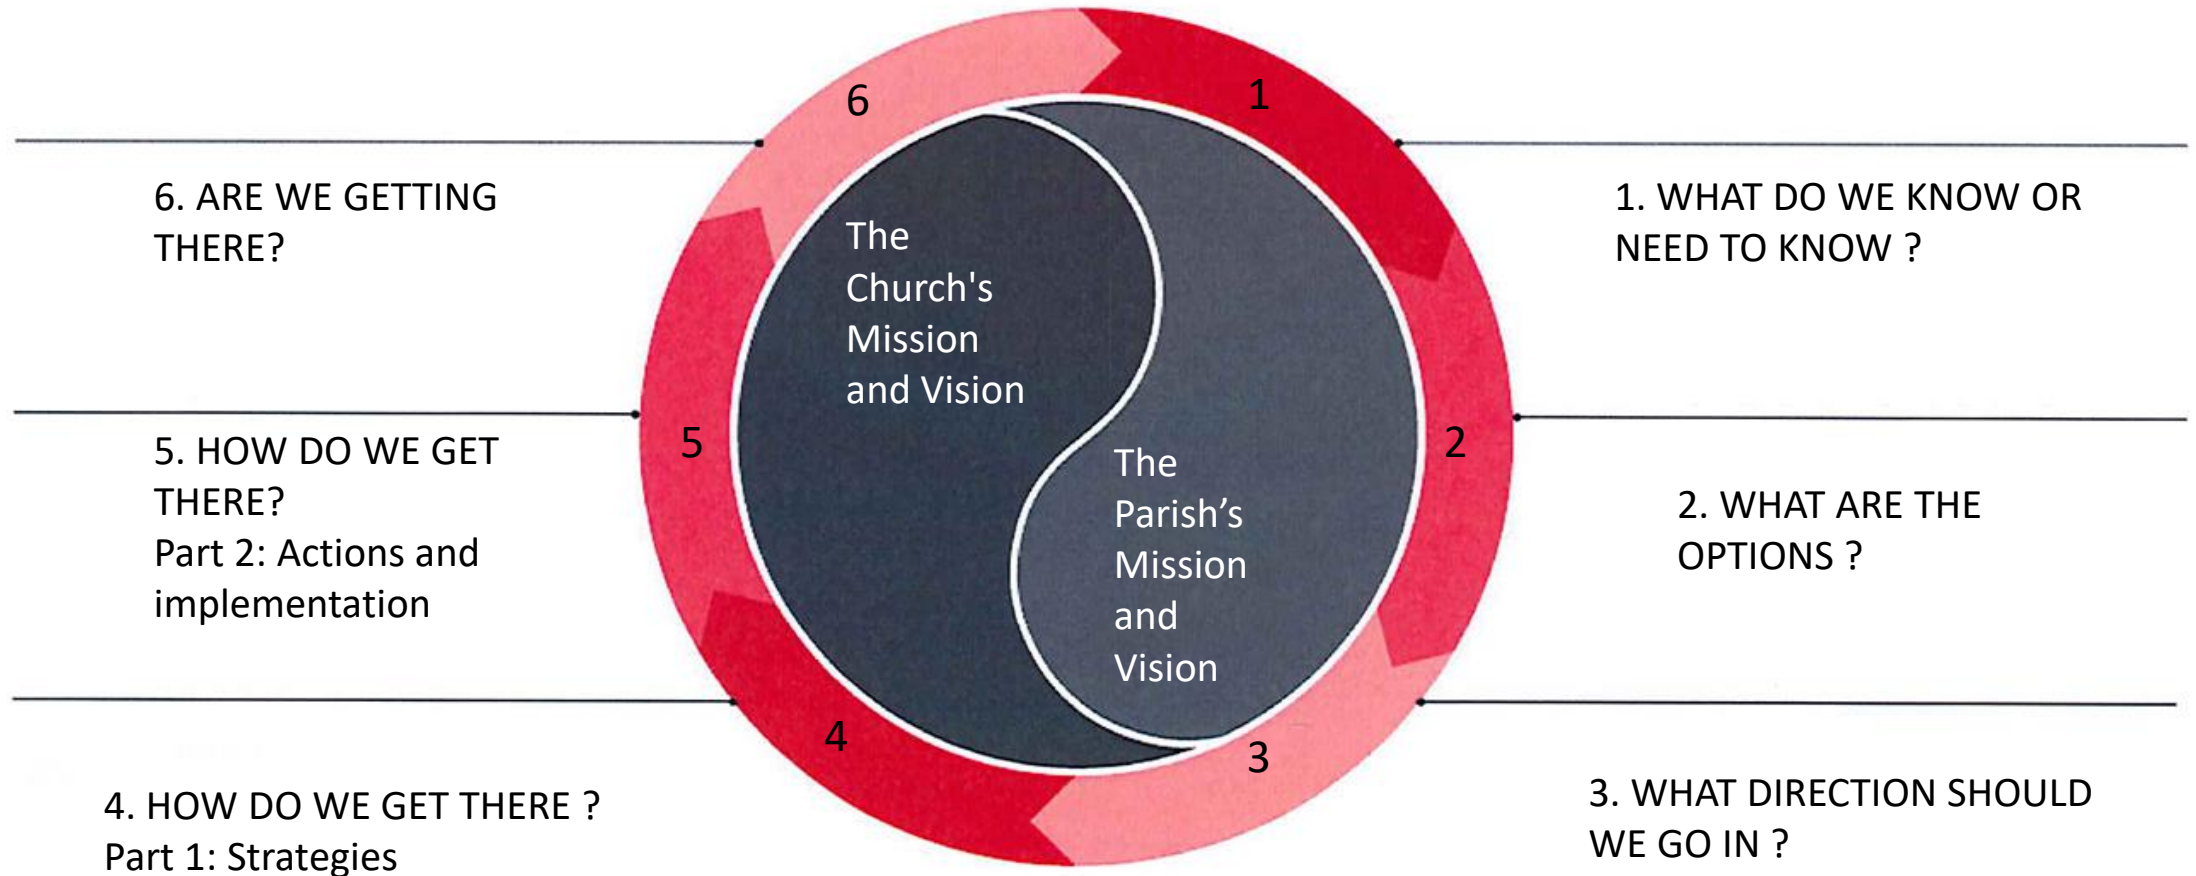 6
1
6. ARE WE GETTING
THERE?
1. WHAT DO WE KNOW OR
NEED TO KNOW ?
The
Church's
Mission
and Vision
5
2
5. HOW DO WE GET
THERE?
Part 2: Actions and
implementation
The
Parish’s
Mission
and
Vision
2. WHAT ARE THE
OPTIONS ?
4
3
4. HOW DO WE GET THERE ?
Part 1: Strategies
3. WHAT DIRECTION SHOULD
WE GO IN ?